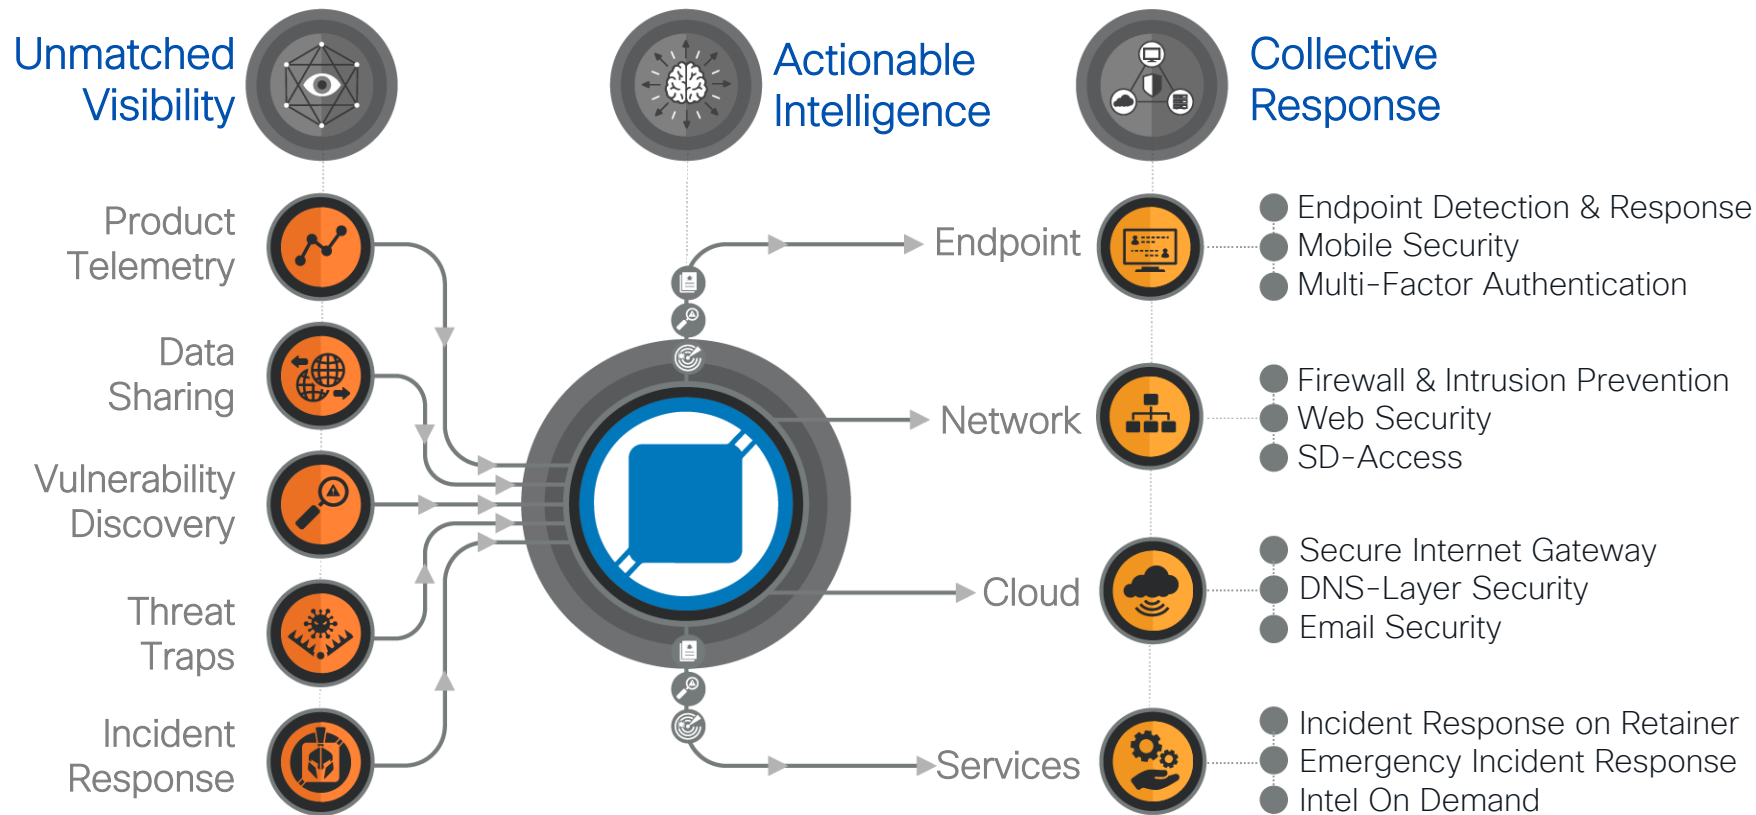 Unmatched
Visibility
Actionable
Intelligence
Collective
Response
Product
Telemetry
Data
Sharing
Vulnerability
Discovery
Threat
Traps
Incident
Response
Endpoint
Endpoint Detection & Response
Mobile Security
Multi-Factor Authentication
Network
Firewall & Intrusion Prevention
Web Security
SD-Access
Cloud
Secure Internet Gateway
DNS-Layer Security
Email Security
Services
Incident Response on Retainer
Emergency Incident Response
Intel On Demand